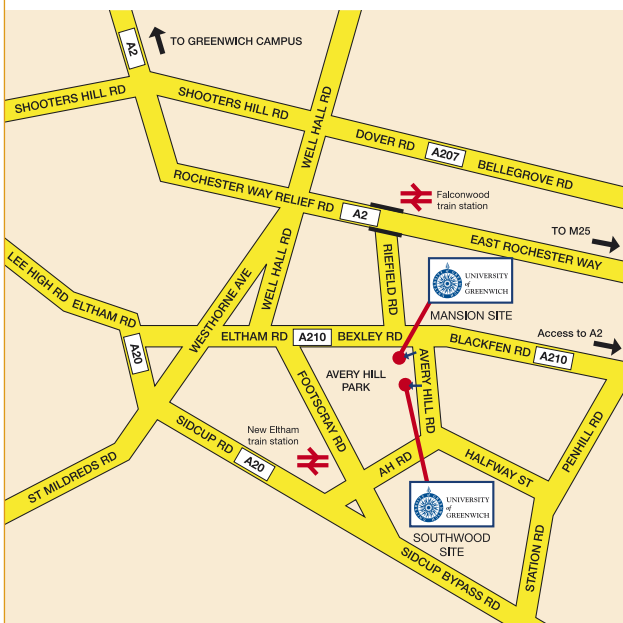 A2
TO GREENWICH CAMPUS
SHOOTERS HILL RD
SHOOTERS HILL RD
WELL HALL RD
DOVER RD
A207
BELLEGROVE RD
ROCHESTER WAY RELIEF RD
A2
Falconwood
train station
TO M25
EAST ROCHESTER WAY
LEE HIGH RD
ELTHAM RD
WESTHORNE AVE
WELL HALL RD
RIEFIELD RD
UNIVERSITY
of
GREENWICH
MANSION SITE
A20
ELTHAM RD
A210
BEXLEY RD
BLACKFEN RD
A210
Access to A2
AVERY HILL
PARK
AVERY HILL RD
FOOTSCRAY RD
New Eltham
train station
SIDCUP RD
A20
ST MILDREDS RD
AH RD
HALFWAY ST
PENHILL RD
UNIVERSITY
of
GREENWICH
SOUTHWOOD
SITE
STATION RD
SIDCUP BYPASS RD